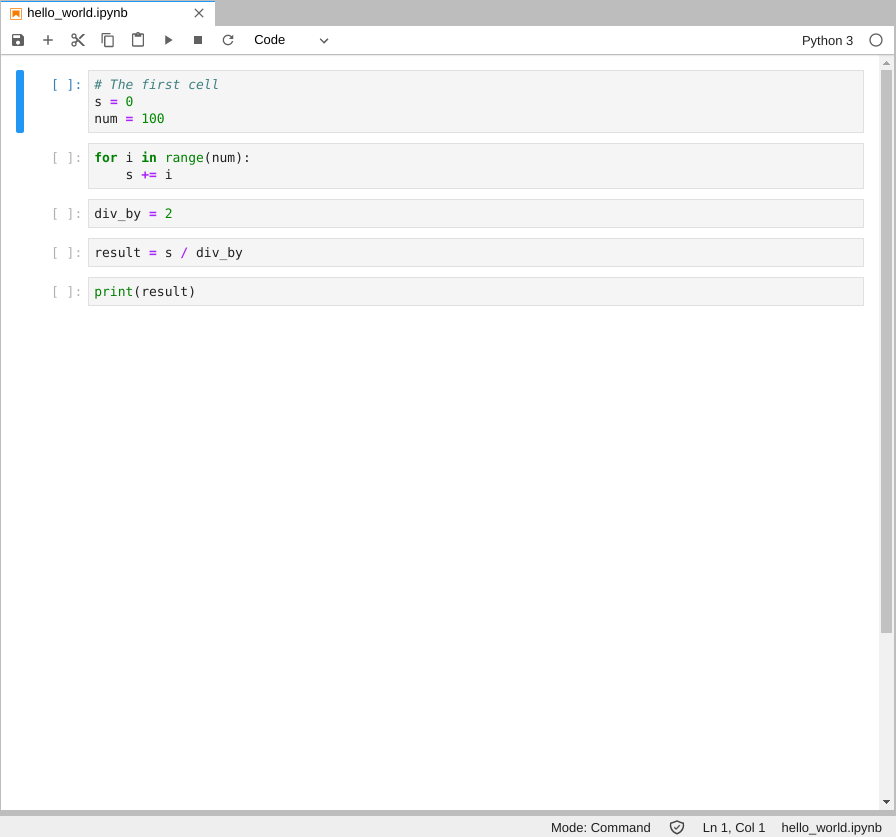 hello_world.ipynb
Code
Python 3
[ ]: # The first cell
s = 0
num = 100
[ ]: for i in range(num):
    s += i
[ ]: div_by = 2
[ ]: result = s / div_by
[ ]: print(result)
Mode: Command
Ln 1, Col 1
hello_world.ipynb